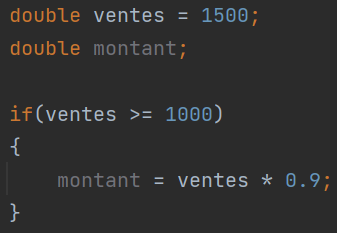 double ventes = 1500;
double montant;
if(ventes >= 1000)
{
montant = ventes * 0.9;
}